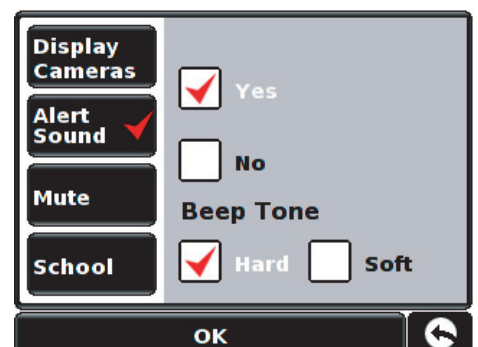 Display
Cameras
Yes
Alert
Sound
No
Mute
Beep Tone
School
Hard Soft
OK